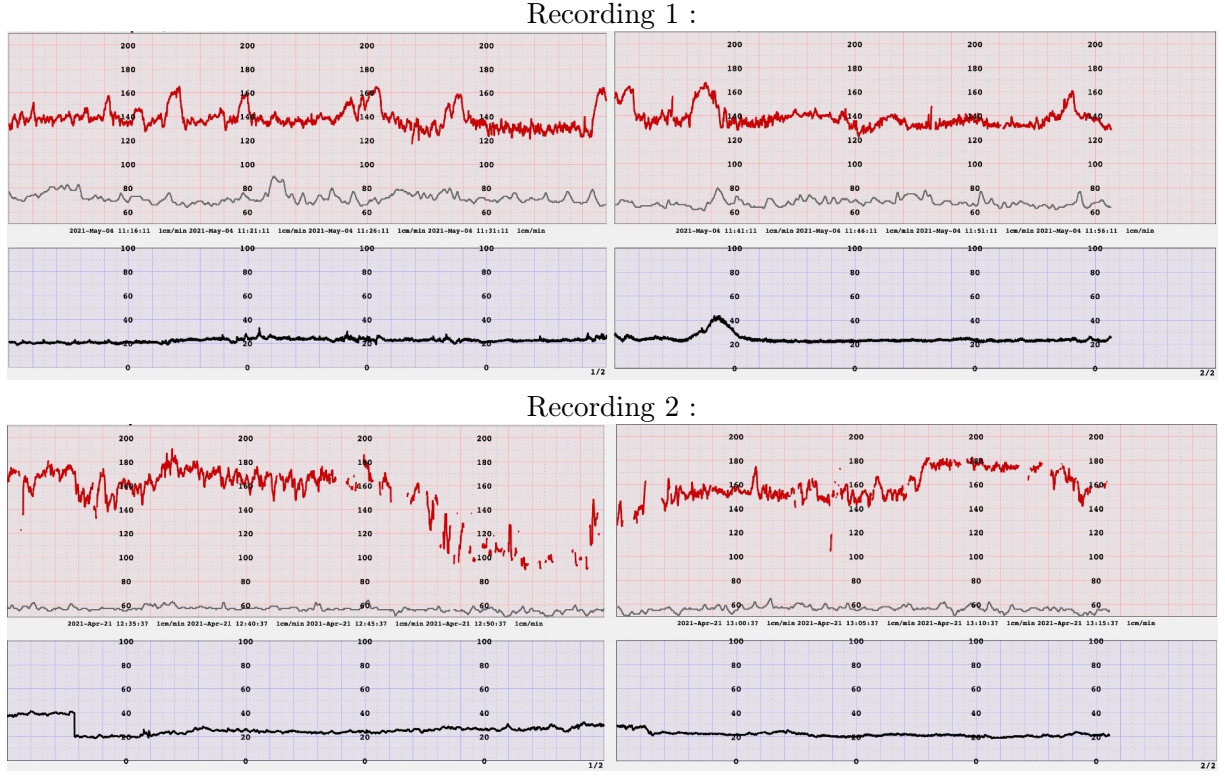 Recording 1 :
200 200 200 200 200 200 200 200
180 180 180 180 180 180 180 180
160 160 160 160 160 160 160 160
140 140 140 140 140 140 140 140
120 120 120 120 120 120 120 120
100 100 100 100 100 100 100 100
80 80 80 80 80 80 80 80
60 60 60 60 60 60 60 60
2021-May-04 11:16:11 1cm/min 2021-May-04 11:21:11 1cm/min 2021-May-04 11:26:11 1cm/min 2021-May-04 11:31:11 1cm/min 2021-May-04 11:41:11 1cm/min 2021-May-04 11:46:11 1cm/min 2021-May-04 11:51:11 1cm/min 2021-May-04 11:56:11 1cm/min
100 100 100 100 100 100 100 100
80 80 80 80 80 80 80 80
60 60 60 60 60 60 60 60
40 40 40 40 40 40 40 40
20 20 20 20 20 20 20 20
0 0 0 0 0 0 0 0
1/2 2/2
Recording 2 :
200 200 200 200 200 200 200 200
180 180 180 180 180 180 180 180
160 160 160 160 160 160 160 160
140 140 140 140 140 140 140 140
120 120 120 120 120 120 120 120
100 100 100 100 100 100 100 100
80 80 80 80 80 80 80 80
60 60 60 60 60 60 60 60
2021-Apr-21 12:35:37 1cm/min 2021-Apr-21 12:40:37 1cm/min 2021-Apr-21 12:45:37 1cm/min 2021-Apr-21 12:50:37 1cm/min 2021-Apr-21 13:00:37 1cm/min 2021-Apr-21 13:05:37 1cm/min 2021-Apr-21 13:10:37 1cm/min 2021-Apr-21 13:15:37 1cm/min
100 100 100 100 100 100 100 100
80 80 80 80 80 80 80 80
60 60 60 60 60 60 60 60
40 40 40 40 40 40 40 40
20 20 20 20 20 20 20 20
0 0 0 0 0 0 0 0
1/2 2/2